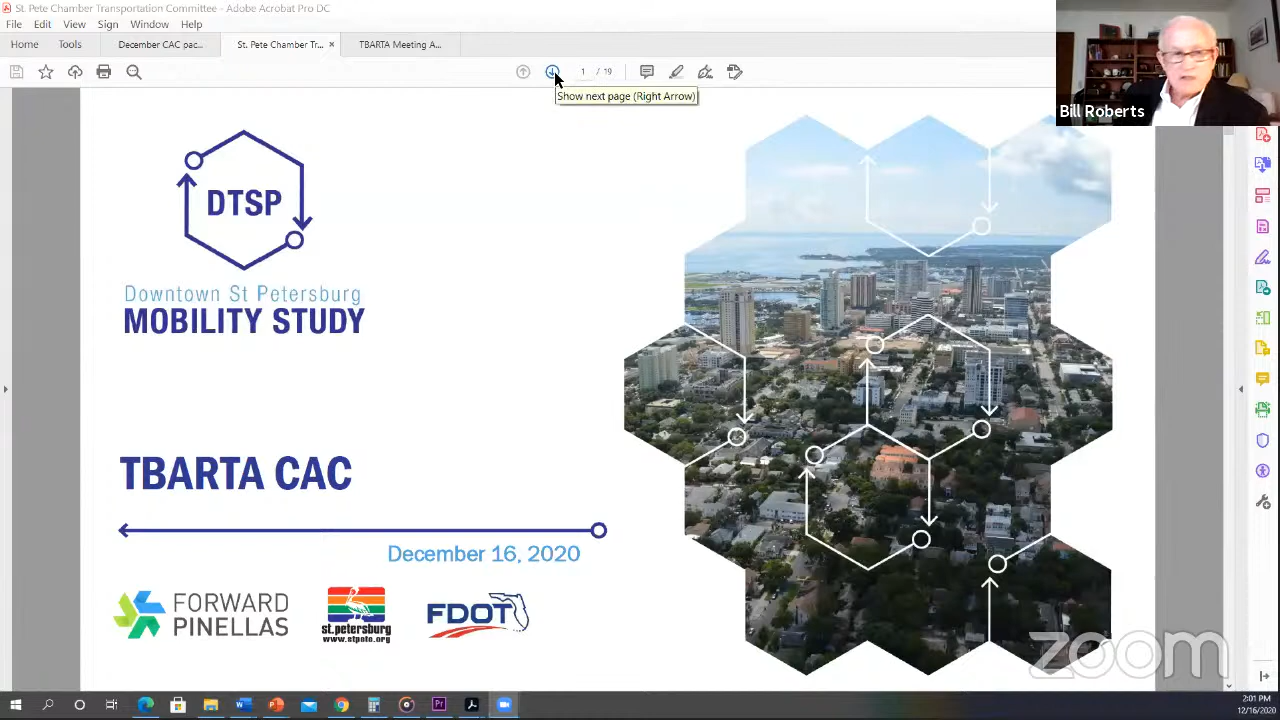 St. Pete Chamber Transportation Committee - Adobe Acrobat Pro DC
File Edit View Sign Window Help
Home Tools December CAC pac... St. Pete Chamber Tr... × TBARTA Meeting A...
1 / 19
Show next page (Right Arrow)
Bill Roberts
DTSP
Downtown St Petersburg
MOBILITY STUDY
TBARTA CAC
December 16, 2020
FORWARD
PINELLAS
st.petersburg
www.stpete.org
FDOT
zoom
2:01 PM
12/16/2020